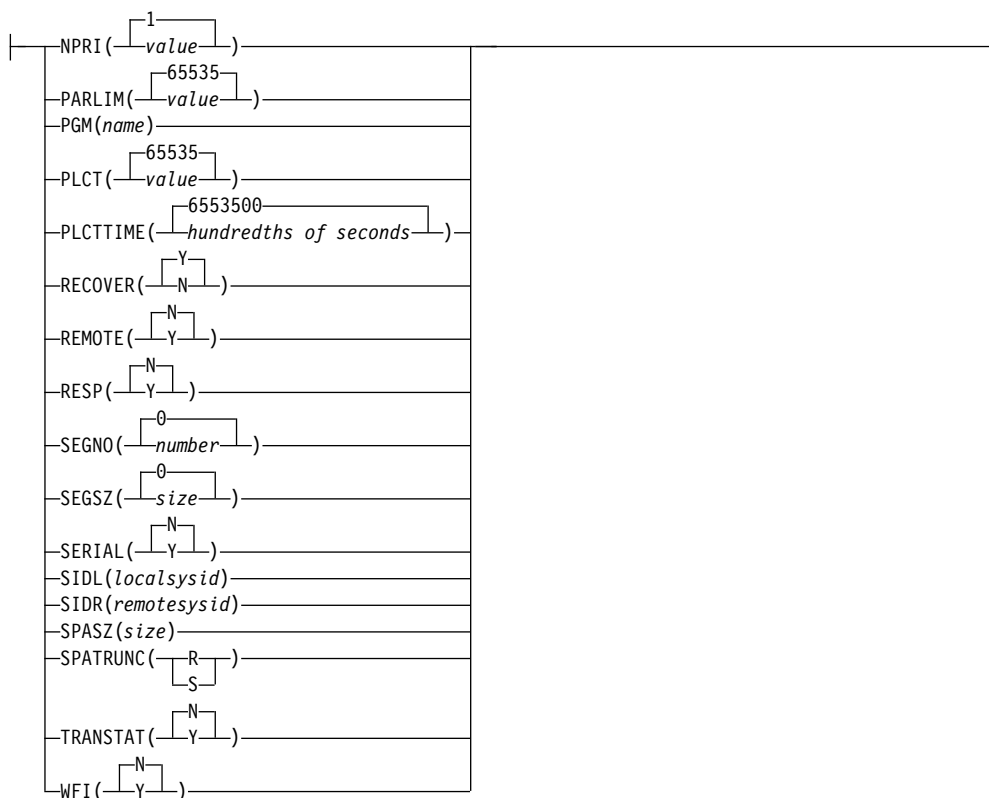 1
NPRI( value )
65535
PARLIM( value )
PGM(name)
65535
PLCT( value )
6553500
PLCTTIME( hundredths of seconds )
Y
RECOVER( N )
N
REMOTE( Y )
N
RESP( Y )
0
SEGNO( number )
0
SEGSZ( size )
N
SERIAL( Y )
SIDL(localsysid)
SIDR(remotesysid)
SPASZ(size)
SPATRUNC( R )
S
N
TRANSTAT( Y )
N
WFI( Y )